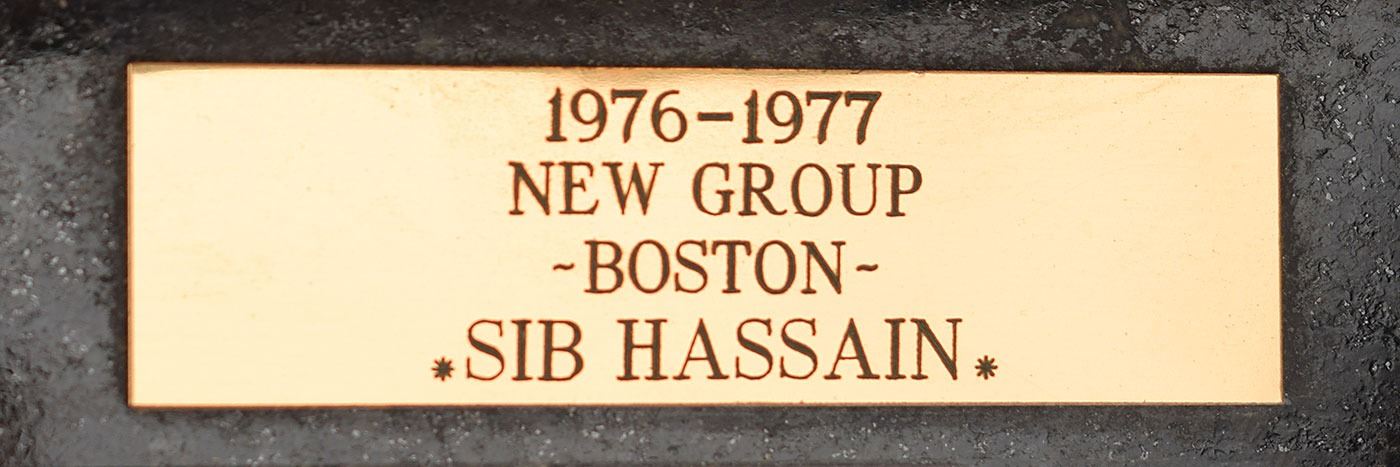 1976-1977
NEW GROUP
~BOSTON~
*SIB HASSAIN*